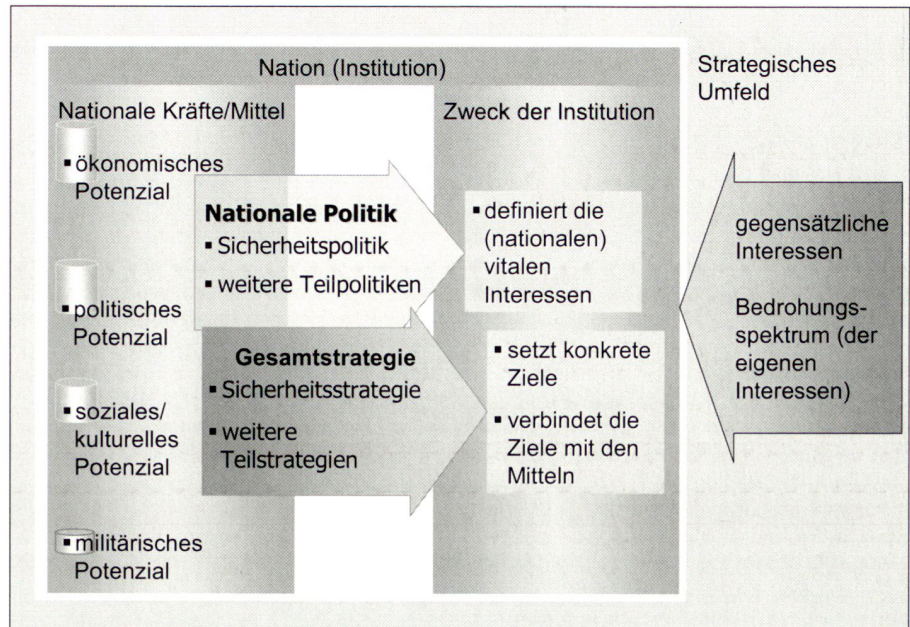 Nation (Institution)
Nationale Kräfte/Mittel
▪ ökonomisches
Potenzial
▪ politisches
Potenzial
▪ soziales/
kulturelles
Potenzial
▪ militärisches
Potenzial
Nationale Politik
▪ Sicherheitspolitik
▪ weitere Teilpolitiken
Gesamtstrategie
▪ Sicherheitsstrategie
▪ weitere
Teilstrategien
Zweck der Institution
▪ definiert die
(nationalen)
vitalen
Interessen
▪ setzt konkrete
Ziele
▪ verbindet die
Ziele mit den
Mitteln
Strategisches
Umfeld
gegensätzliche
Interessen
Bedrohungs-
spektrum (der
eigenen
Interessen)